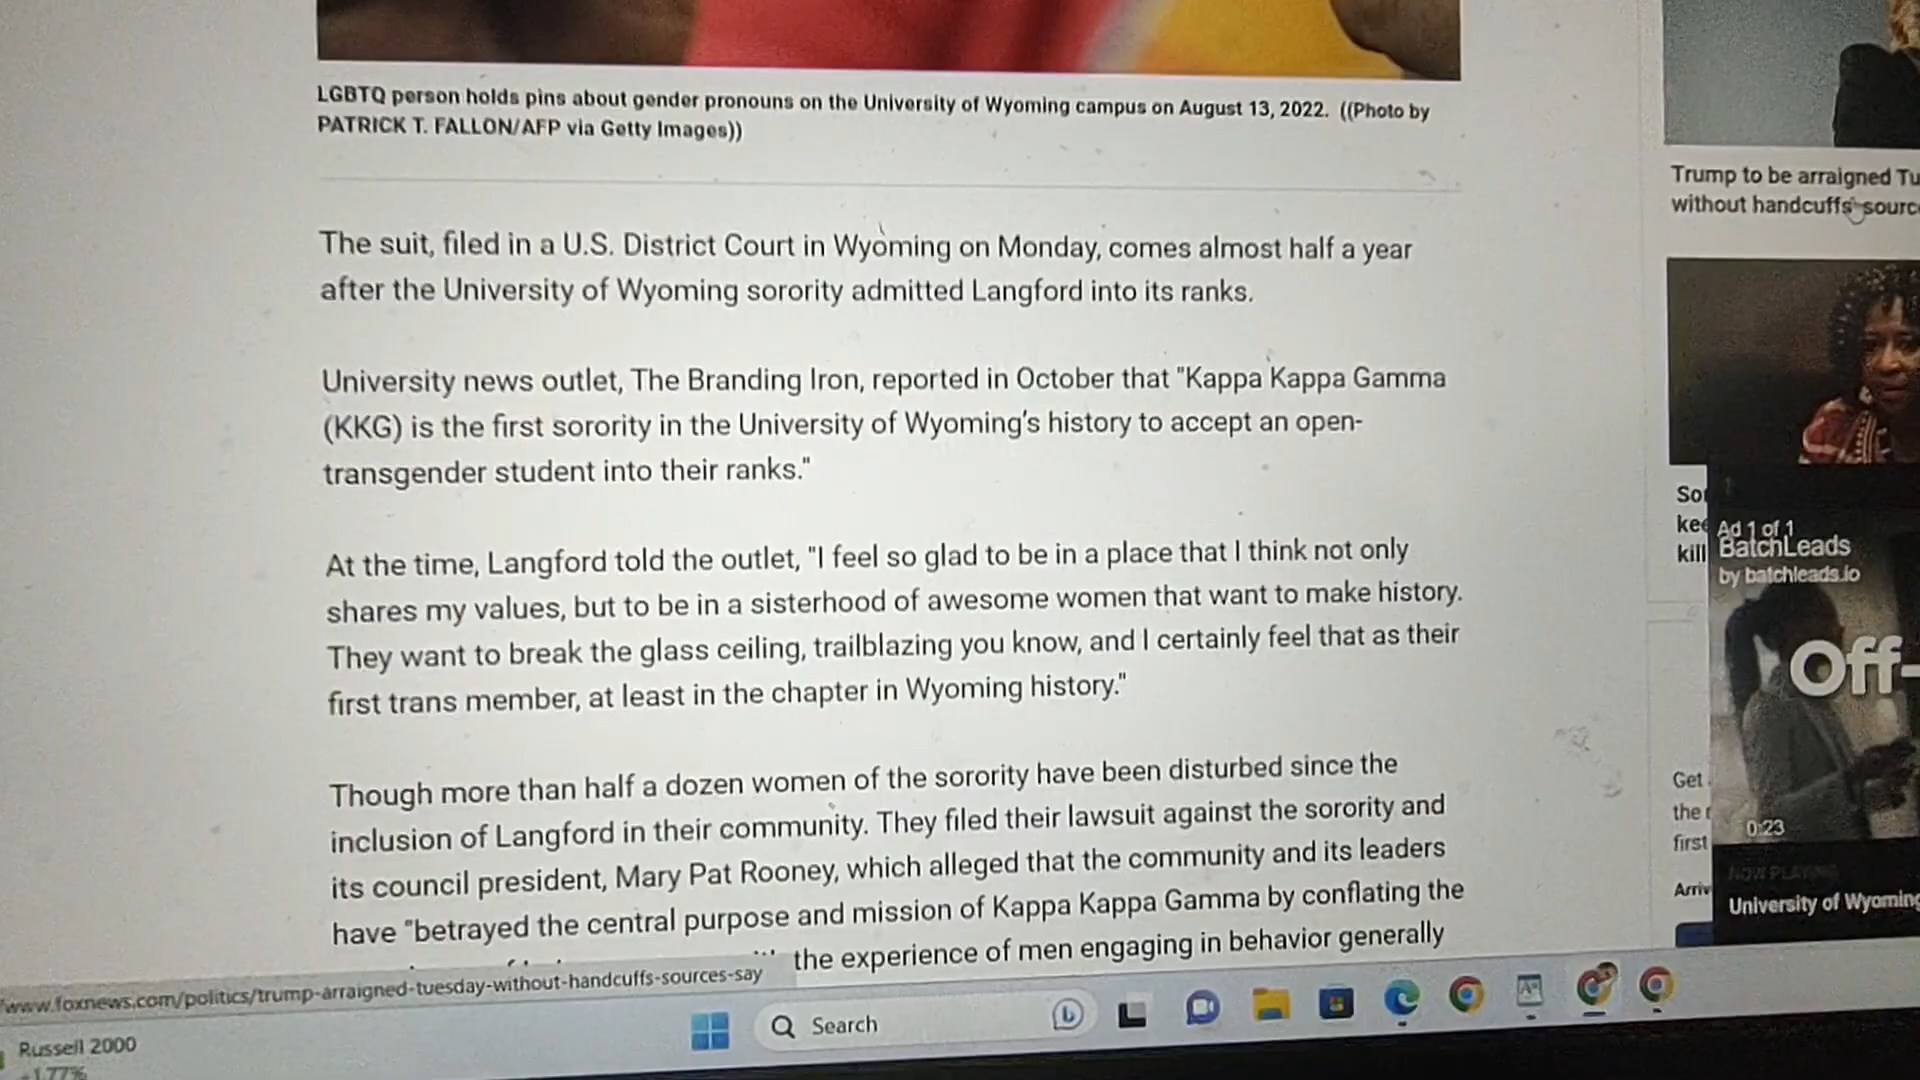 LGBTQ person holds pins about gender pronouns on the University of Wyoming campus on August 13, 2022. ((Photo by
PATRICK T. FALLON/AFP via Getty Images))
The suit, filed in a U.S. District Court in Wyoming on Monday, comes almost half a year
after the University of Wyoming sorority admitted Langford into its ranks.
University news outlet, The Branding Iron, reported in October that "Kappa Kappa Gamma
(KKG) is the first sorority in the University of Wyoming's history to accept an open-
transgender student into their ranks."
At the time, Langford told the outlet, "I feel so glad to be in a place that I think not only
shares my values, but to be in a sisterhood of awesome women that want to make history.
They want to break the glass ceiling, trailblazing you know, and I certainly feel that as their
first trans member, at least in the chapter in Wyoming history."
Though more than half a dozen women of the sorority have been disturbed since the
inclusion of Langford in their community. They filed their lawsuit against the sorority and
its council president, Mary Pat Rooney, which alleged that the community and its leaders
have "betrayed the central purpose and mission of Kappa Kappa Gamma by conflating the
the experience of men engaging in behavior generally
Trump to be arraigned Tu
without handcuffs sourc
kill
Ad 1 of 1
BatchLeads
by batchleads.io
Off-
0:23
Get
the
first
Arriv
NOW PLAYING
University of Wyoming
www.foxnews.com/politics/trump-arraigned-tuesday-without-handcuffs-sources-say
Search
Russell 2000
-1.77%